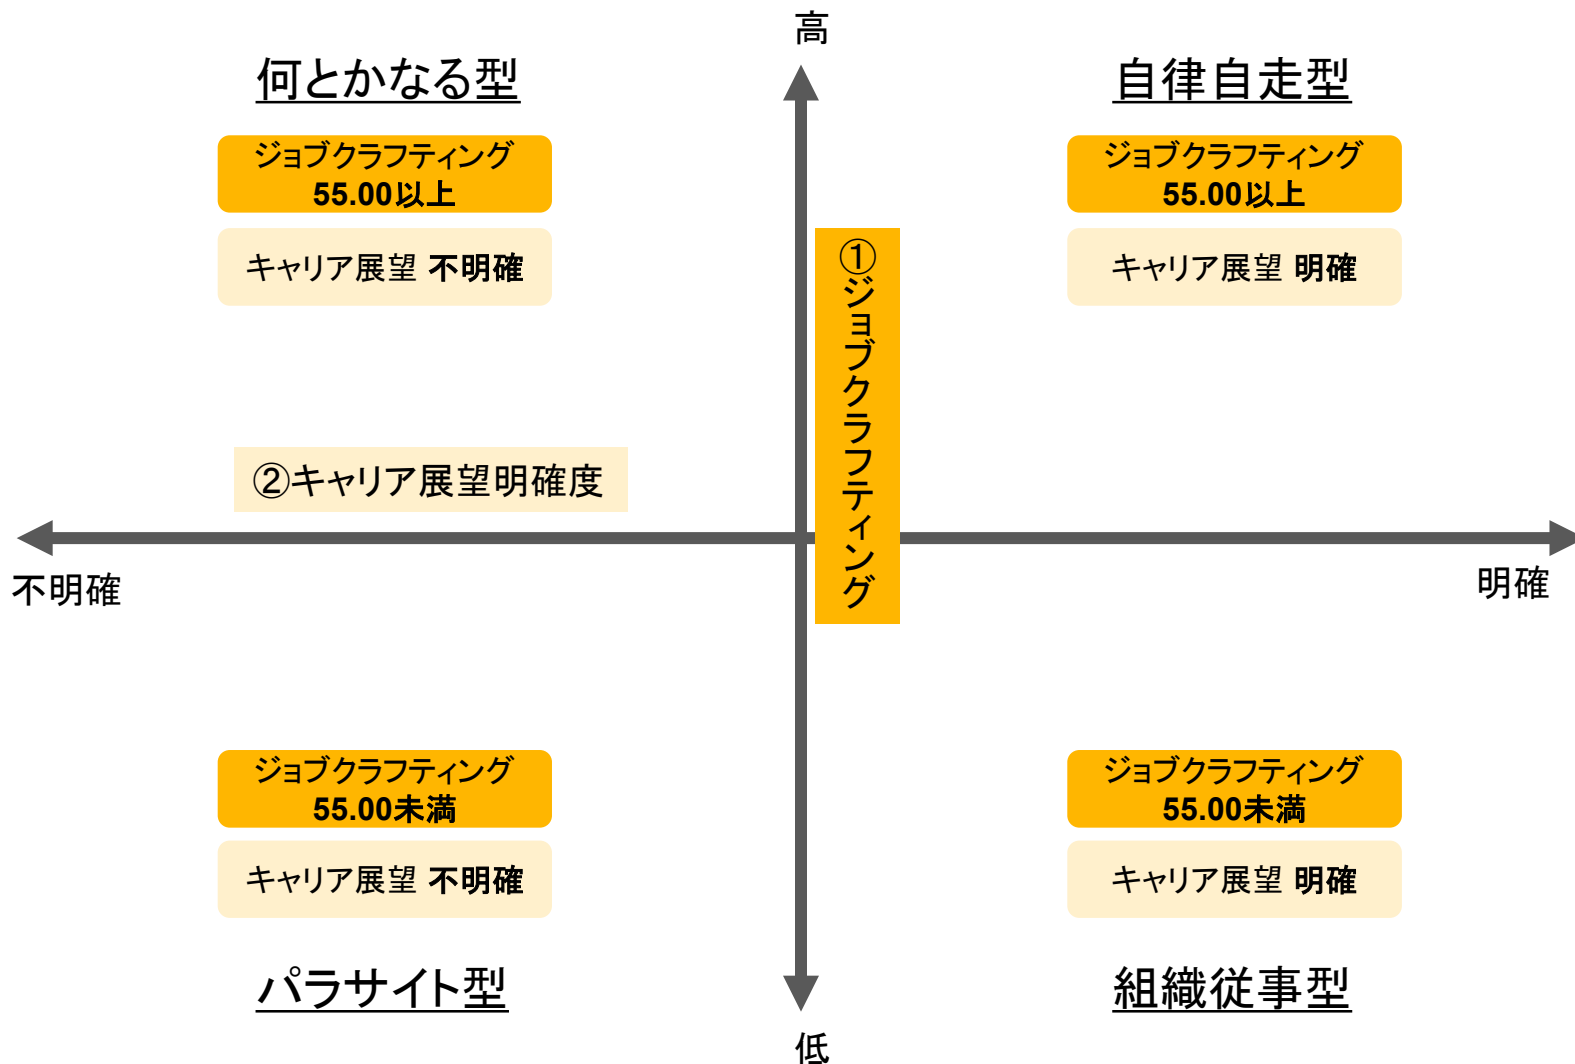 高
何とかなる型
ジョブクラフティング
55.00以上
キャリア展望 不明確
自律自走型
ジョブクラフティング
55.00以上
キャリア展望 明確
①ジョブクラフティング
②キャリア展望明確度
不明確
明確
ジョブクラフティング
55.00未満
キャリア展望 不明確
パラサイト型
ジョブクラフティング
55.00未満
キャリア展望 明確
組織従事型
低